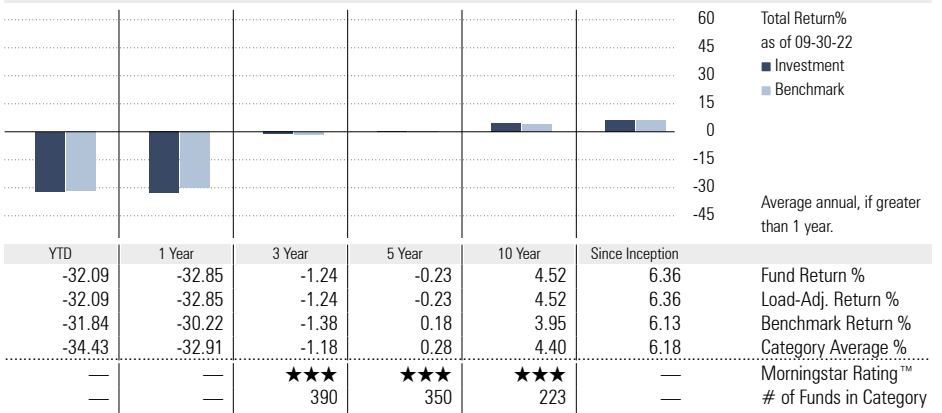 60 Total Return%
45 as of 09-30-22
30 ■ Investment
15 ■ Benchmark
0
-15
-30
-45
Average annual, if greater
than 1 year.
YTD 1 Year 3 Year 5 Year 10 Year Since Inception
-32.09 -32.85 -1.24 -0.23 4.52 6.36 Fund Return %
-32.09 -32.85 -1.24 -0.23 4.52 6.36 Load-Adj. Return %
-31.84 -30.22 -1.38 0.18 3.95 6.13 Benchmark Return %
-34.43 -32.91 -1.18 0.28 4.40 6.18 Category Average %
— — ★★★ ★★★ ★★★ — Morningstar Rating™
— — 390 350 223 — # of Funds in Category